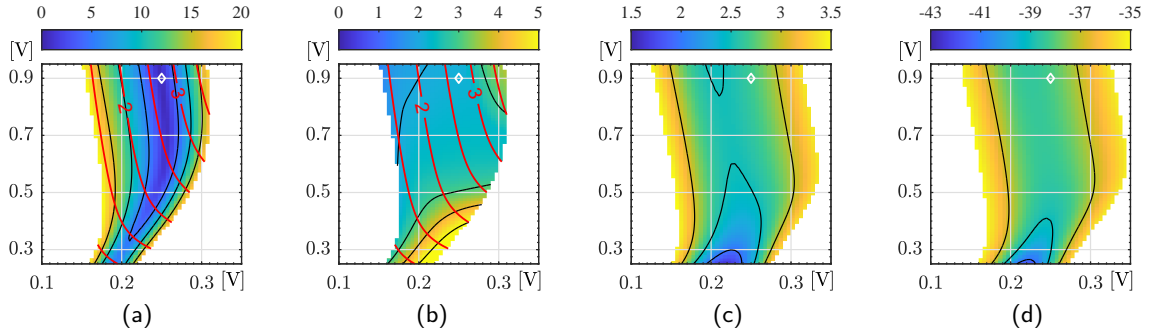 0 5 10 15 20 0 1 2 3 4 5 1.5 2 2.5 3 3.5 -43 -41 -39 -37 -35
[V] [V] [V] [V]
0.9 0.9 0.9 0.9
2 3 2 3
0.7 0.7 0.7 0.7
0.5 0.5 0.5 0.5
0.3 0.3 0.3 0.3
0.1 0.2 0.3 [V] 0.1 0.2 0.3 [V] 0.1 0.2 0.3 [V] 0.1 0.2 0.3 [V]
(a) (b) (c) (d)